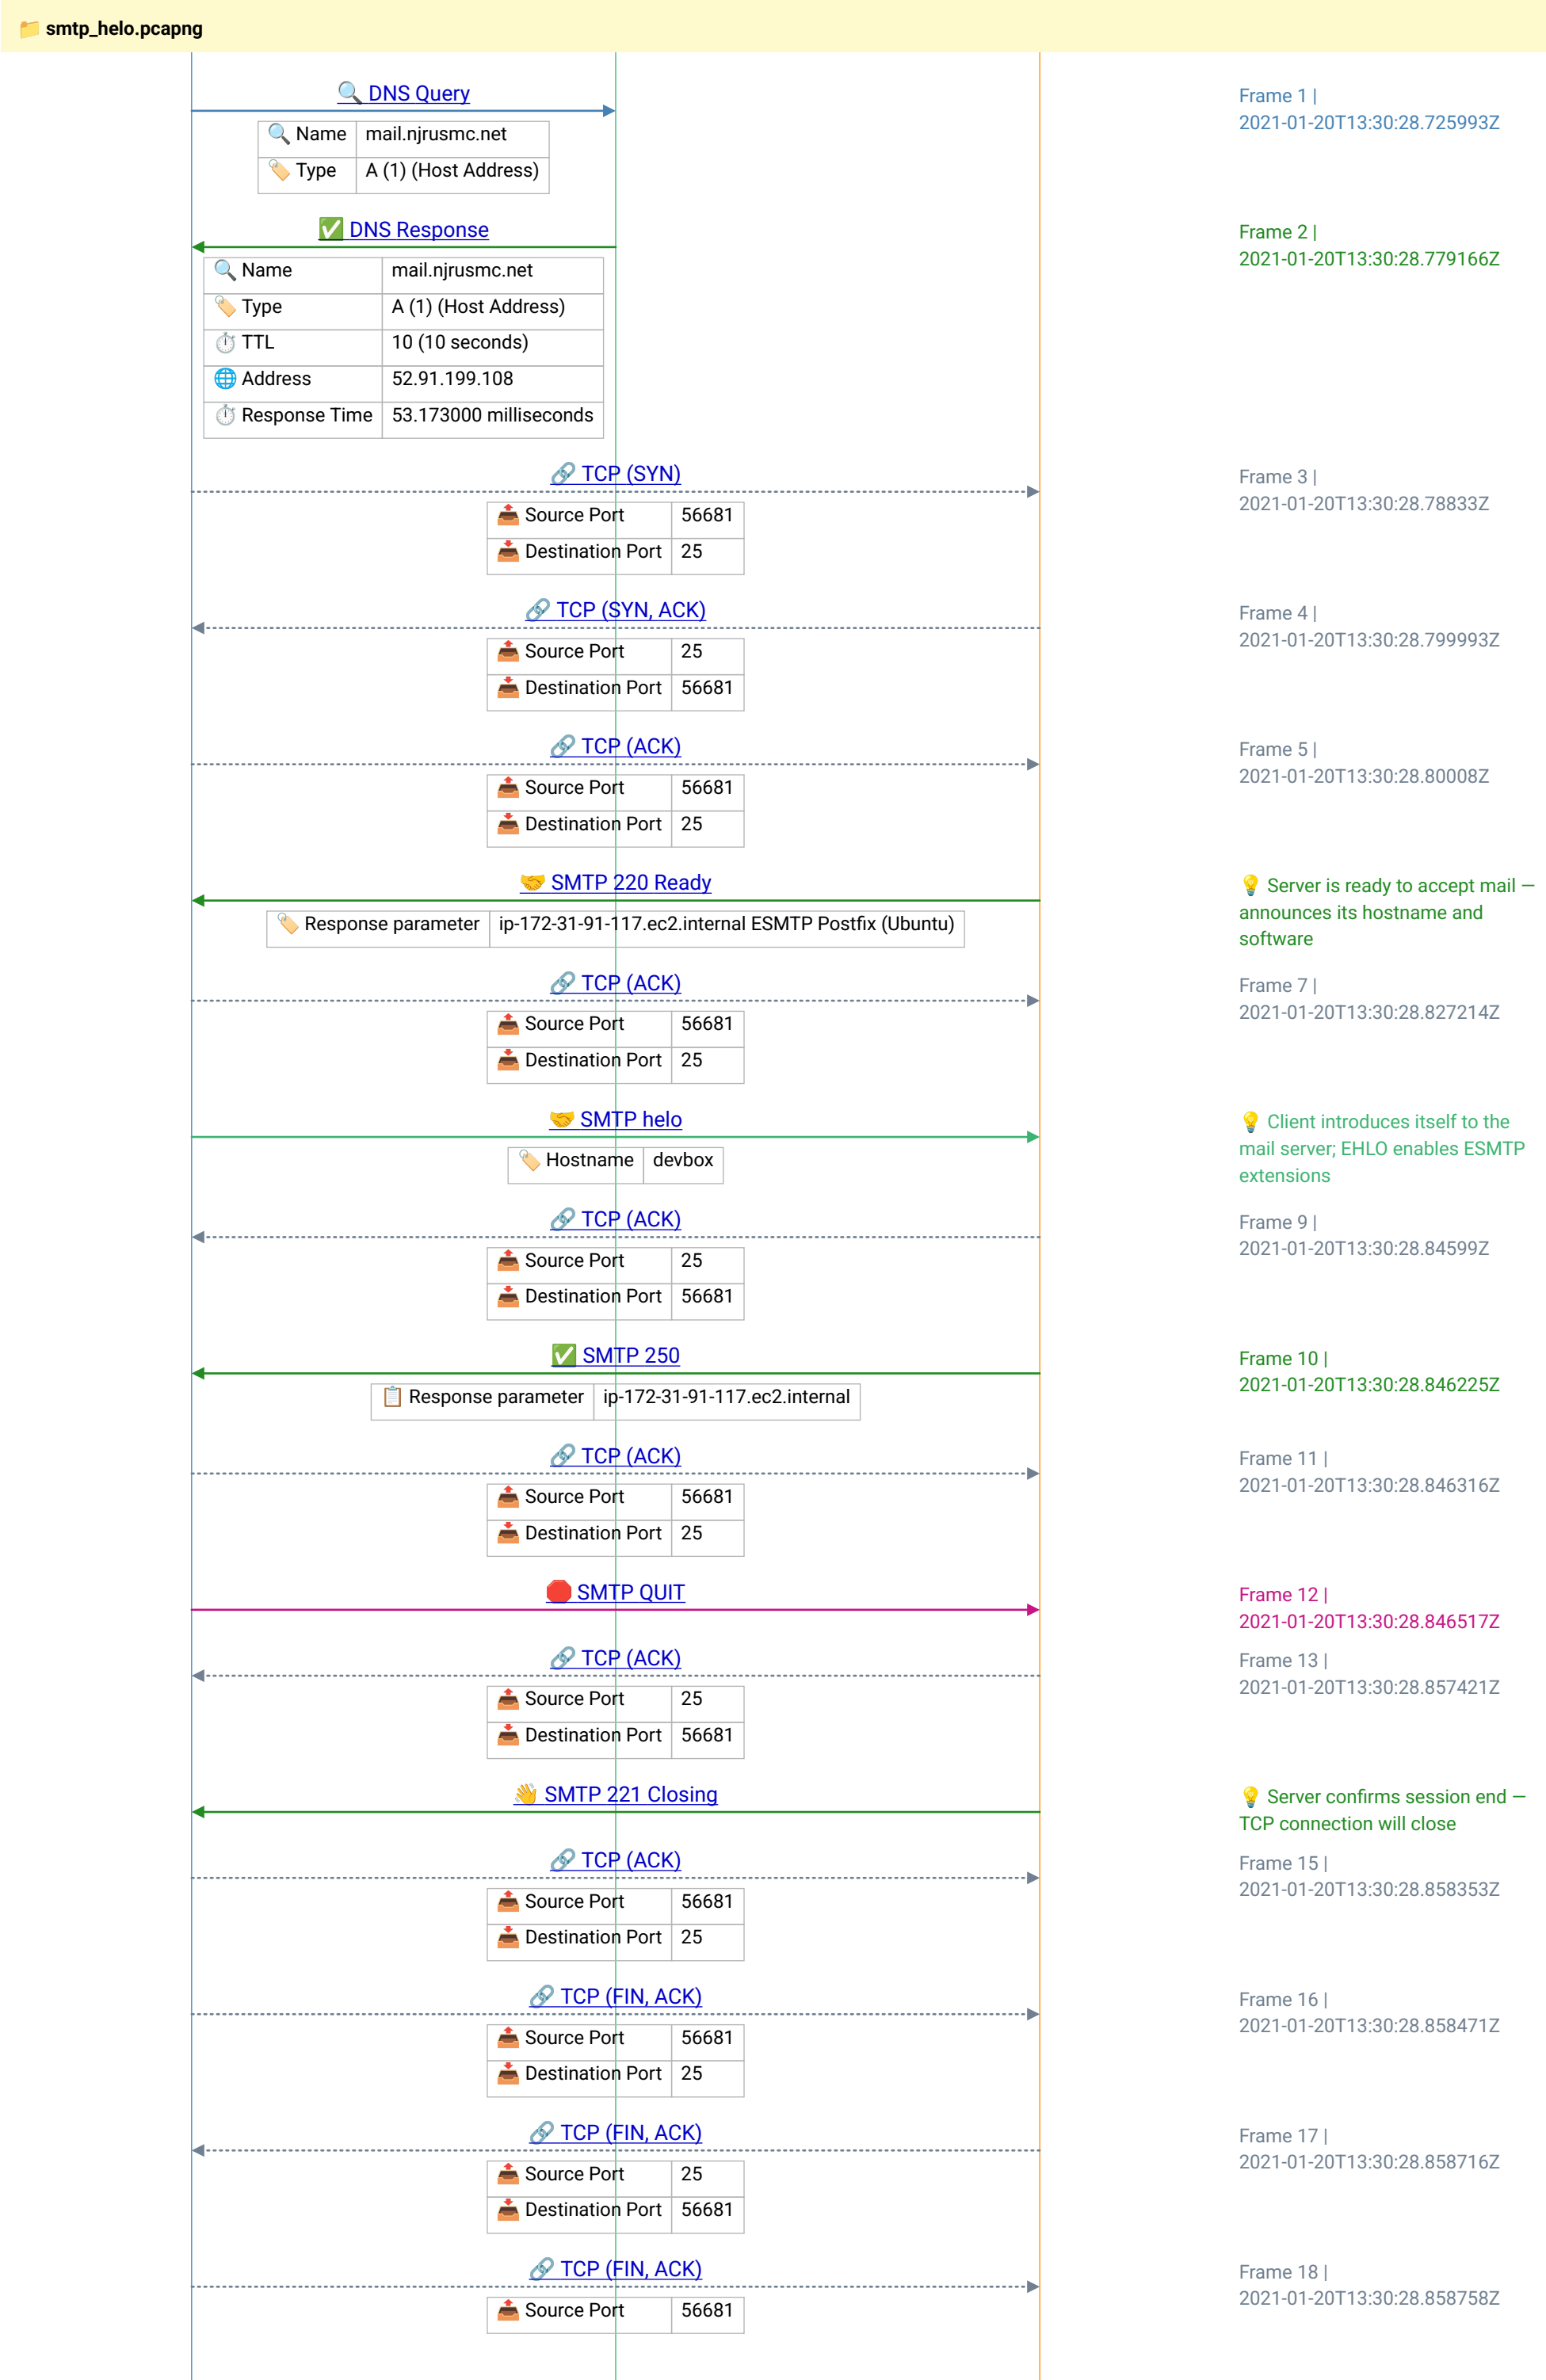 smtp_helo.pcapng
DNS Query
Frame 1 |
2021-01-20T13:30:28.725993Z
Name mail.njrusmc.net
Type A (1) (Host Address)
DNS Response
Frame 2 |
2021-01-20T13:30:28.779166Z
Name mail.njrusmc.net
Type A (1) (Host Address)
TTL 10 (10 seconds)
Address 52.91.199.108
Response Time 53.173000 milliseconds
TCP (SYN)
Frame 3 |
2021-01-20T13:30:28.78833Z
Source Port 56681
Destination Port 25
TCP (SYN, ACK)
Frame 4 |
2021-01-20T13:30:28.799993Z
Source Port 25
Destination Port 56681
TCP (ACK)
Frame 5 |
2021-01-20T13:30:28.80008Z
Source Port 56681
Destination Port 25
SMTP 220 Ready
Server is ready to accept mail —
announces its hostname and
software
Response parameter ip-172-31-91-117.ec2.internal ESMTP Postfix (Ubuntu)
TCP (ACK)
Frame 7 |
2021-01-20T13:30:28.827214Z
Source Port 56681
Destination Port 25
SMTP helo
Client introduces itself to the
mail server; EHLO enables ESMTP
extensions
Hostname devbox
TCP (ACK)
Frame 9 |
2021-01-20T13:30:28.84599Z
Source Port 25
Destination Port 56681
SMTP 250
Frame 10 |
2021-01-20T13:30:28.846225Z
Response parameter ip-172-31-91-117.ec2.internal
TCP (ACK)
Frame 11 |
2021-01-20T13:30:28.846316Z
Source Port 56681
Destination Port 25
SMTP QUIT
Frame 12 |
2021-01-20T13:30:28.846517Z
TCP (ACK)
Frame 13 |
2021-01-20T13:30:28.857421Z
Source Port 25
Destination Port 56681
SMTP 221 Closing
Server confirms session end —
TCP connection will close
TCP (ACK)
Frame 15 |
2021-01-20T13:30:28.858353Z
Source Port 56681
Destination Port 25
TCP (FIN, ACK)
Frame 16 |
2021-01-20T13:30:28.858471Z
Source Port 56681
Destination Port 25
TCP (FIN, ACK)
Frame 17 |
2021-01-20T13:30:28.858716Z
Source Port 25
Destination Port 56681
TCP (FIN, ACK)
Frame 18 |
2021-01-20T13:30:28.858758Z
Source Port 56681